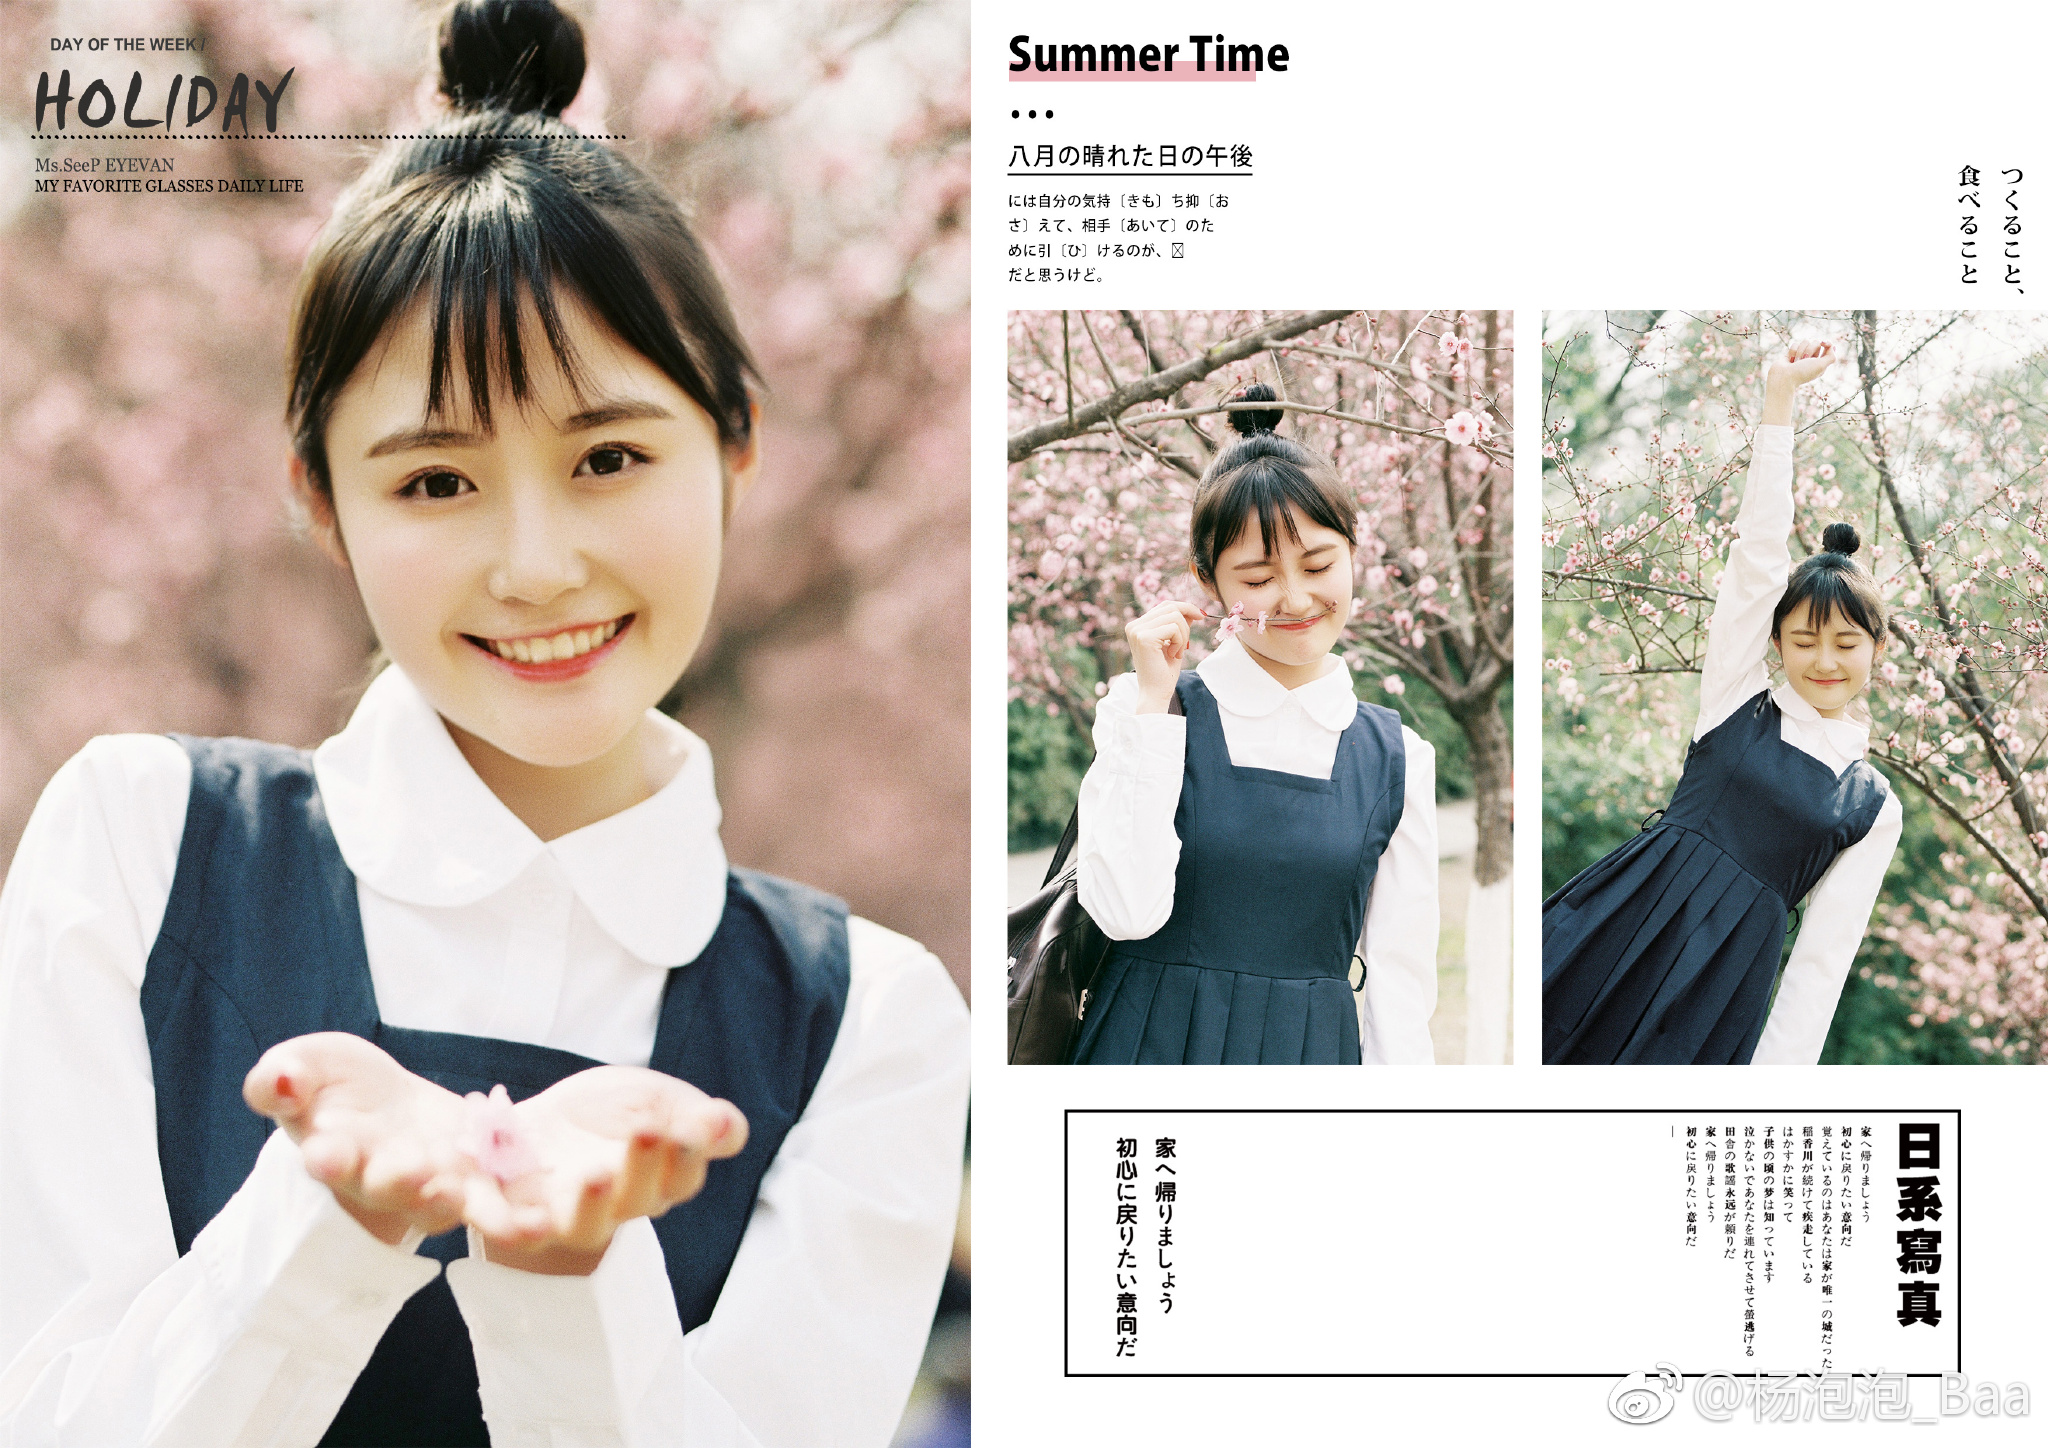 DAY OF THE WEEK /
HOLIDAY
Ms.SeeP EYEVAN
MY FAVORITE GLASSES DAILY LIFE
Summer Time
...
八月の晴れた日の午後
には自分の気持〔きも〕ち抑〔お
さ〕えて、相手〔あいて〕のた
めに引〔ひ〕けるのが、
だと思うけど。
つくること、
食べること
日系寫真
家へ帰りましょう
初心に戻りたい意向だ
覚えているのはあなたは家が唯一の城だった
稲香川が続けて疾走している
はかすかに笑って
子供の頃の夢は知っています
泣かないであなたを連れてさせて蛍逃げる
田舎の歌謡永远が頼りだ
家へ帰りましょう
初心に戻りたい意向だ
家へ帰りましょう
初心に戻りたい意向だ
@杨泡泡_Baa